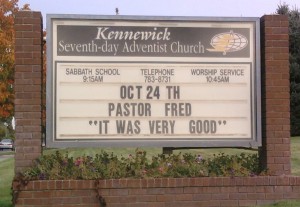 Kennewick
Seventh-day Adventist Church
SABBATH SCHOOL TELEPHONE WORSHIP SERVICE
9:15AM 783-8731 10:45AM
OCT 24 TH
PASTOR FRED
"IT WAS VERY GOOD"